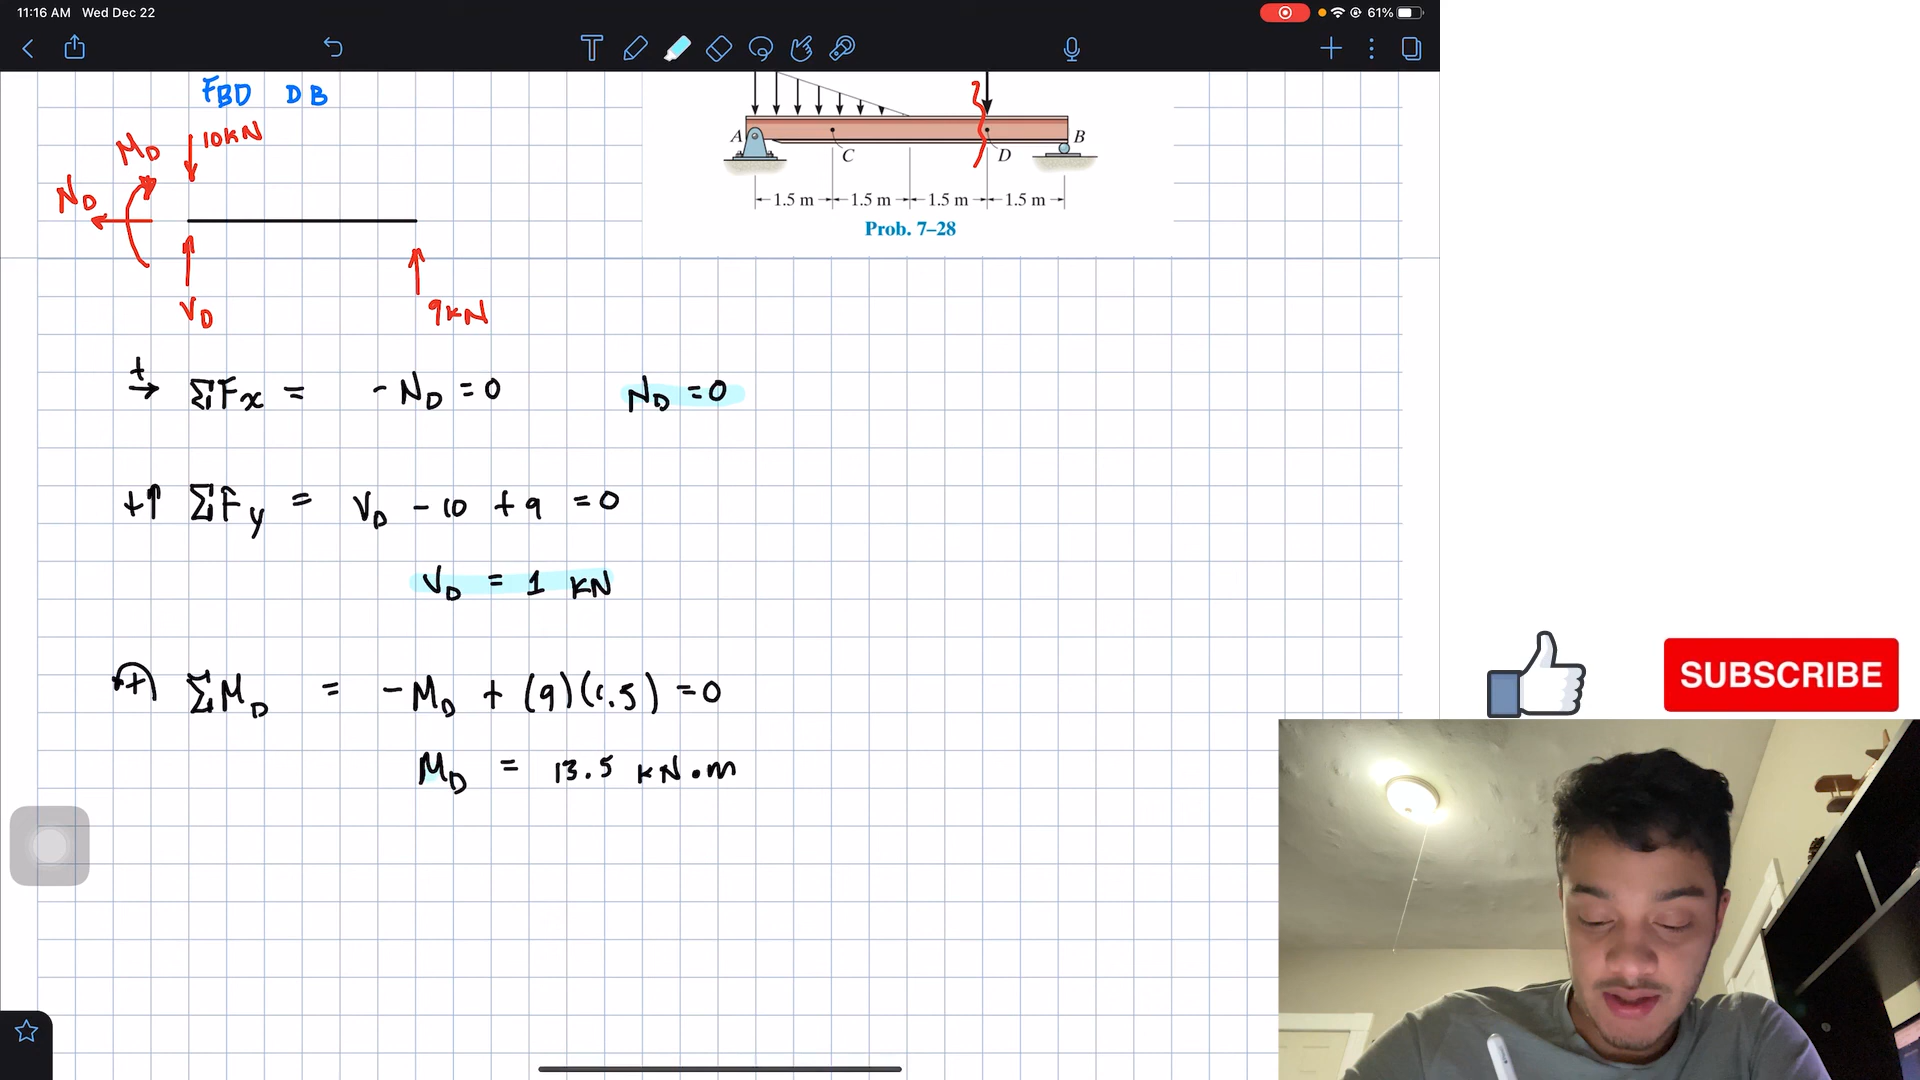 11:16 AM Wed Dec 22
61%
FBD DB
10KN
MD
ND
VD
9KN
A
C
D
B
1.5 m
1.5 m
1.5 m
1.5 m
Prob. 7–28
+→ ΣFx = -ND = 0
ND = 0
+↑ ΣFy = VD - 10 + 9 = 0
VD = 1 KN
+ ΣMD = -MD + (9)(1.5) = 0
MD = 13.5 KN.m
SUBSCRIBE